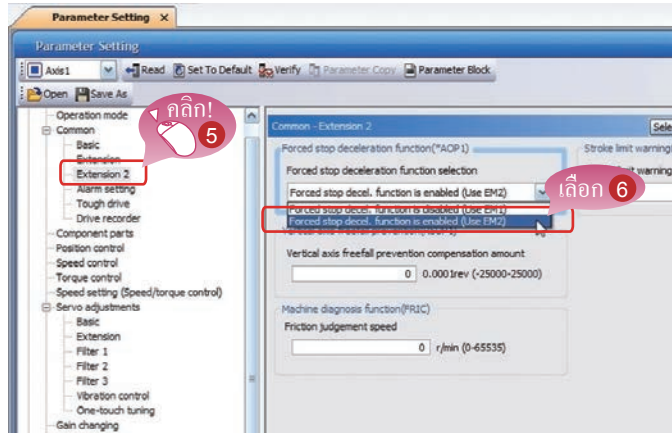 Parameter Setting ×
Parameter Setting
Axis1 Read Set To Default Verify Parameter Copy Parameter Block
Open Save As
คลิก! 5
Operation mode
Common
Basic
Extension
Extension 2
Alarm setting
Tough drive
Drive recorder
Component parts
Position control
Speed control
Torque control
Speed setting (Speed/torque control)
Servo adjustments
Basic
Extension
Filter 1
Filter 2
Filter 3
Vibration control
One-touch tuning
Gain changing
Common - Extension 2
Forced stop deceleration function(*AOP1)
Stroke limit warning
Forced stop deceleration function selection
warning
Forced stop decel. function is enabled (Use EM2)
เลือก 6
Forced stop decel. function is disabled (Use EM1)
Forced stop decel. function is enabled (Use EM2)
Vertical axis freefall prevention compensation amount
0 0.0001rev (-25000-25000)
Machine diagnosis function(FRIC)
Friction judgement speed
0 r/min (0-65535)